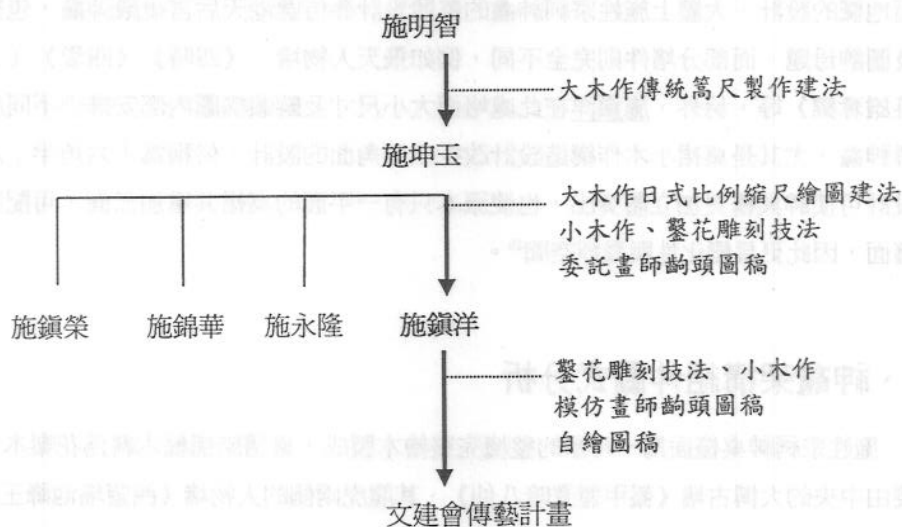 施明智
大木作傳統篙尺製作建法
施坤玉
大木作日式比例縮尺繪圖建法
小木作、鑿花雕刻技法
委託畫師齣頭圖稿
施鎮榮
施錦華
施永隆
施鎮洋
鑿花雕刻技法、小木作
模仿畫師齣頭圖稿
自繪圖稿
文建會傳藝計畫